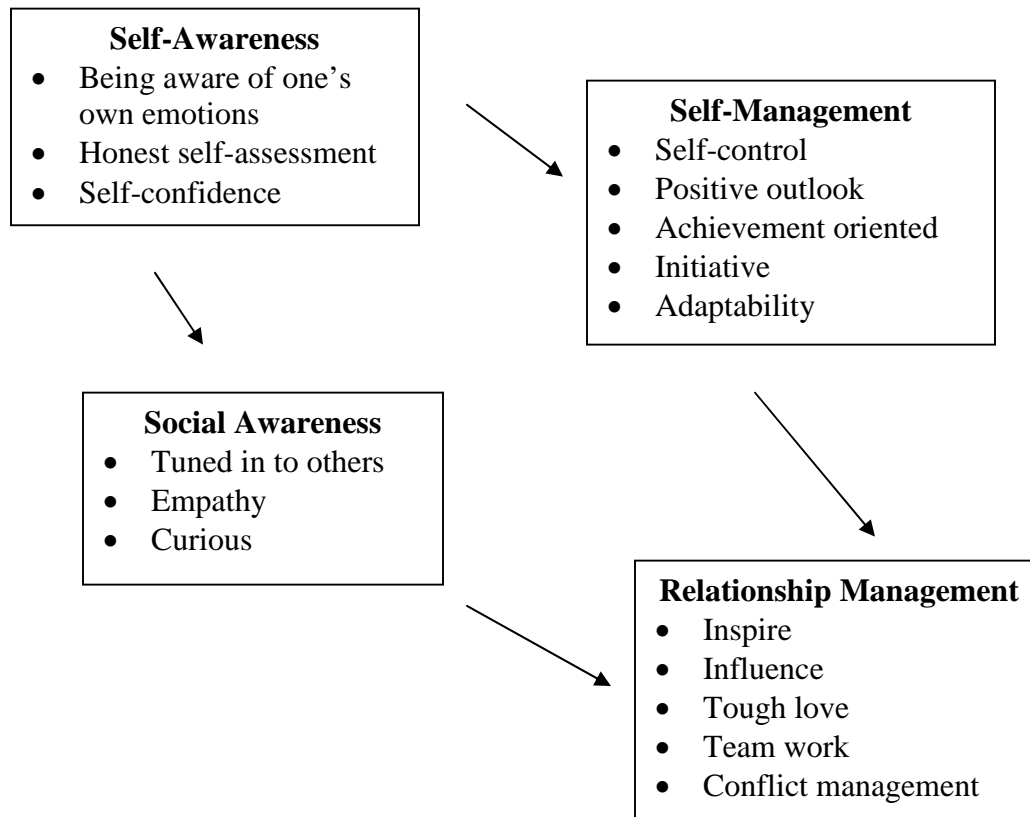 Self-Awareness
• Being aware of one’s
own emotions
• Honest self-assessment
• Self-confidence
Self-Management
• Self-control
• Positive outlook
• Achievement oriented
• Initiative
• Adaptability
Social Awareness
• Tuned in to others
• Empathy
• Curious
Relationship Management
• Inspire
• Influence
• Tough love
• Team work
• Conflict management